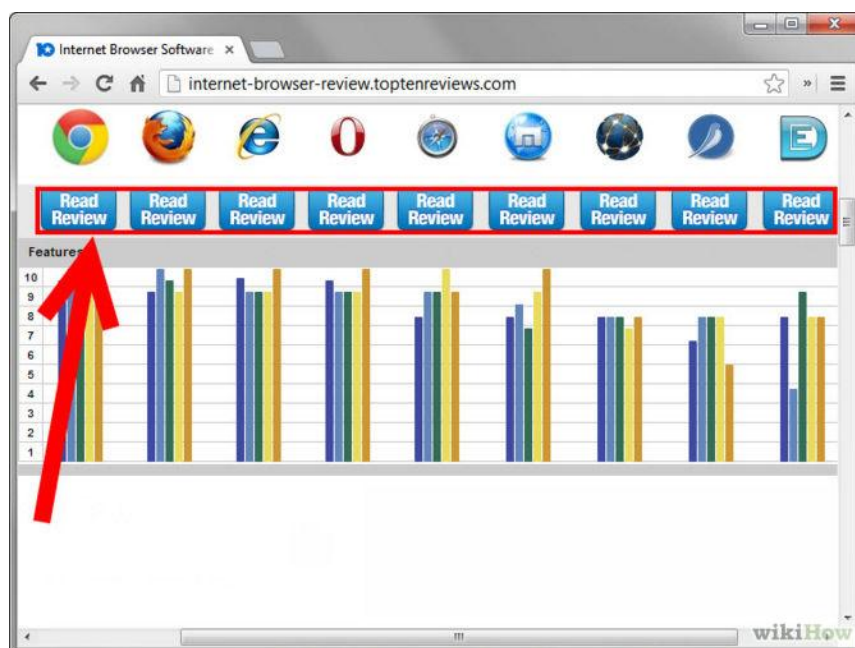 Internet Browser Software
internet-browser-review.toptenreviews.com
Read Review
Read Review
Read Review
Read Review
Read Review
Read Review
Read Review
Read Review
Read Review
Features
10
9
8
7
6
5
4
3
2
1
wikiHow